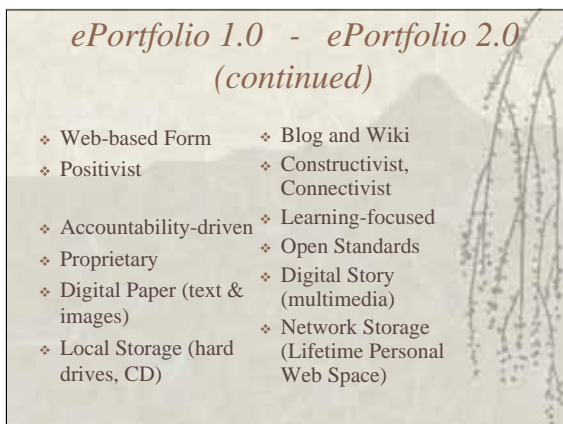 ePortfolio 1.0 - ePortfolio 2.0
(continued)
❖ Web-based Form
❖ Positivist
❖ Accountability-driven
❖ Proprietary
❖ Digital Paper (text &
images)
❖ Local Storage (hard
drives, CD)
❖ Blog and Wiki
❖ Constructivist,
Connectivist
❖ Learning-focused
❖ Open Standards
❖ Digital Story
(multimedia)
❖ Network Storage
(Lifetime Personal
Web Space)